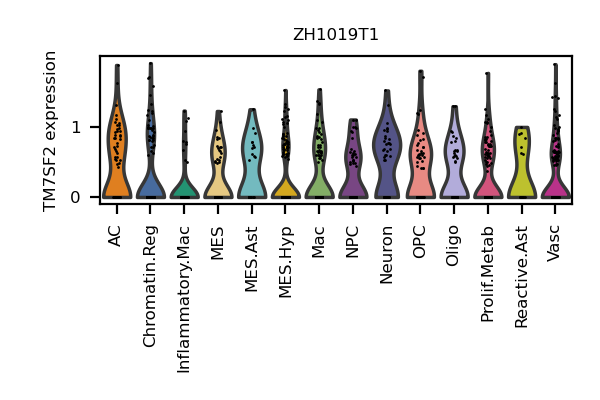 ZH1019T1
TM7SF2 expression
1
0
AC
Chromatin.Reg
Inflammatory.Mac
MES
MES.Ast
MES.Hyp
Mac
NPC
Neuron
OPC
Oligo
Prolif.Metab
Reactive.Ast
Vasc